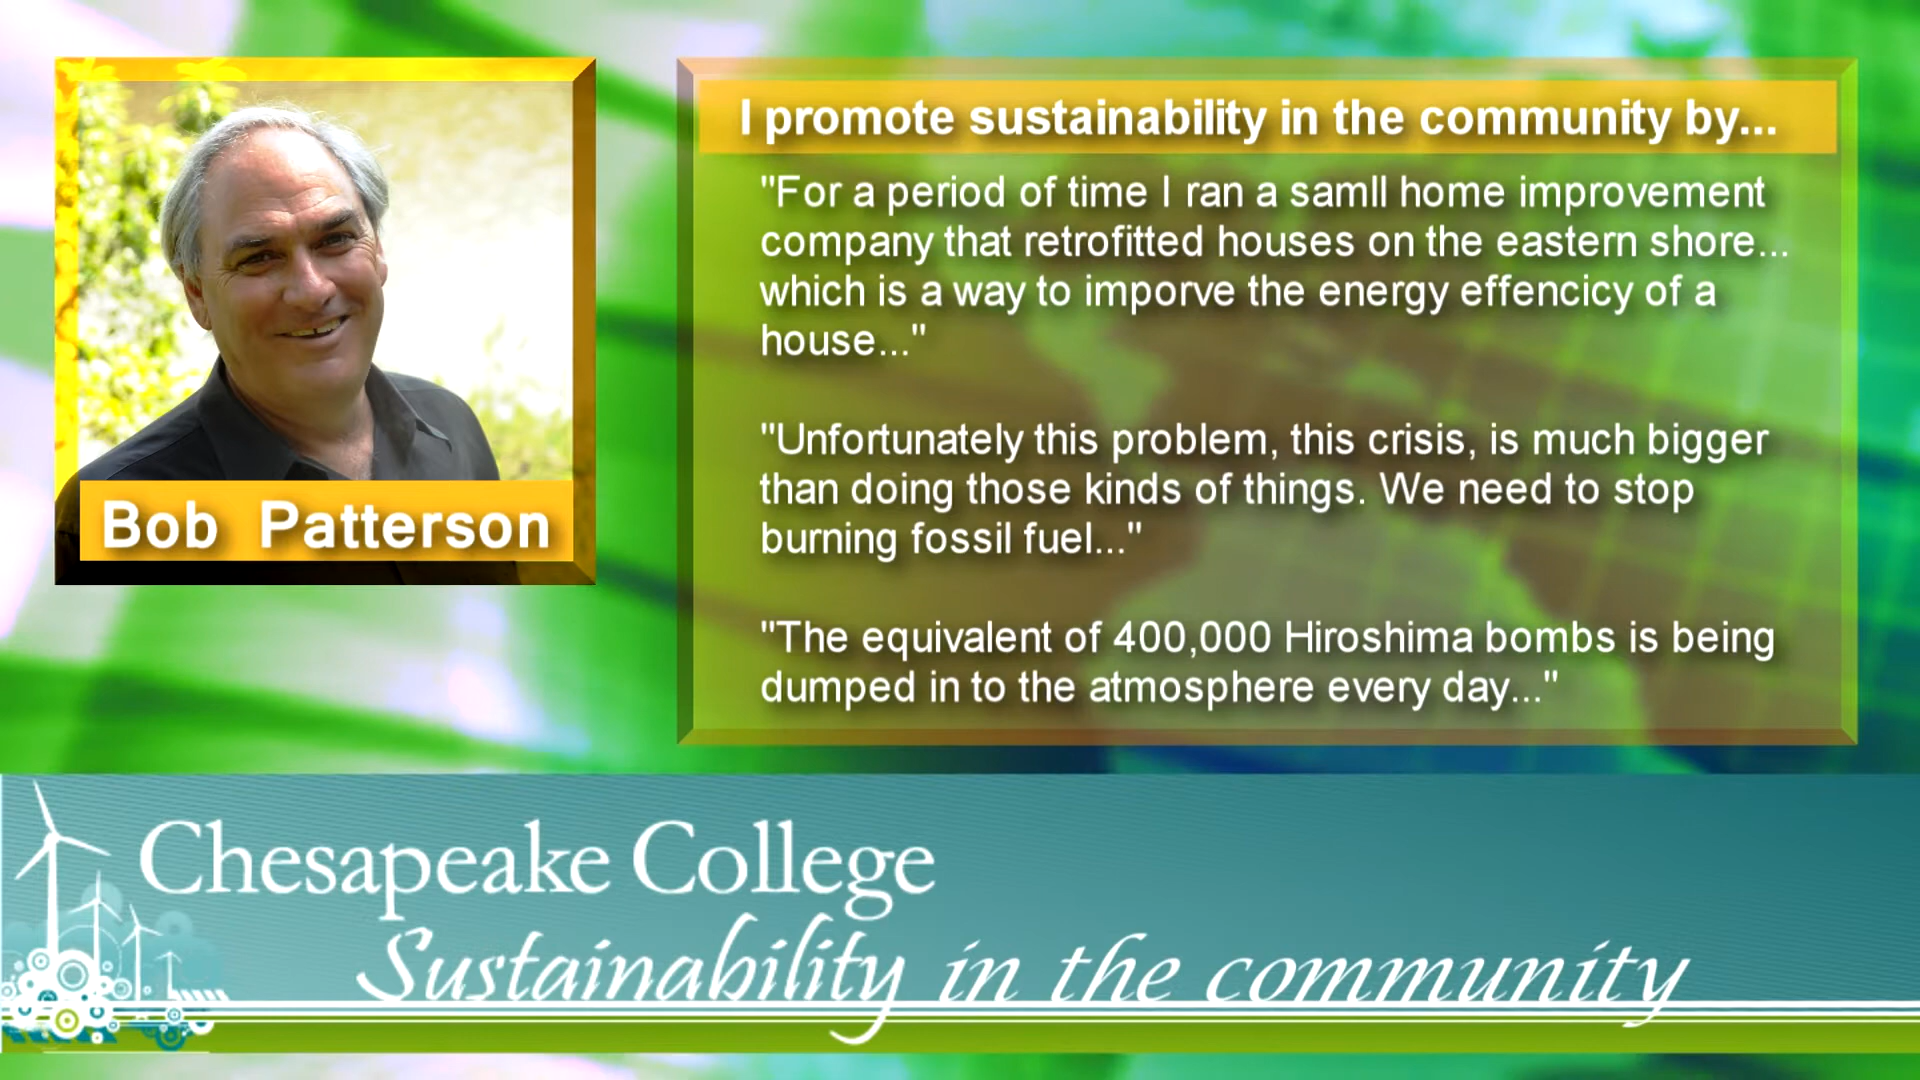 I promote sustainability in the community by...
"For a period of time I ran a samll home improvement
company that retrofitted houses on the eastern shore...
which is a way to imporve the energy effencicy of a
house..."
"Unfortunately this problem, this crisis, is much bigger
than doing those kinds of things. We need to stop
burning fossil fuel..."
"The equivalent of 400,000 Hiroshima bombs is being
dumped in to the atmosphere every day..."
Bob Patterson
Chesapeake College
Sustainability in the community